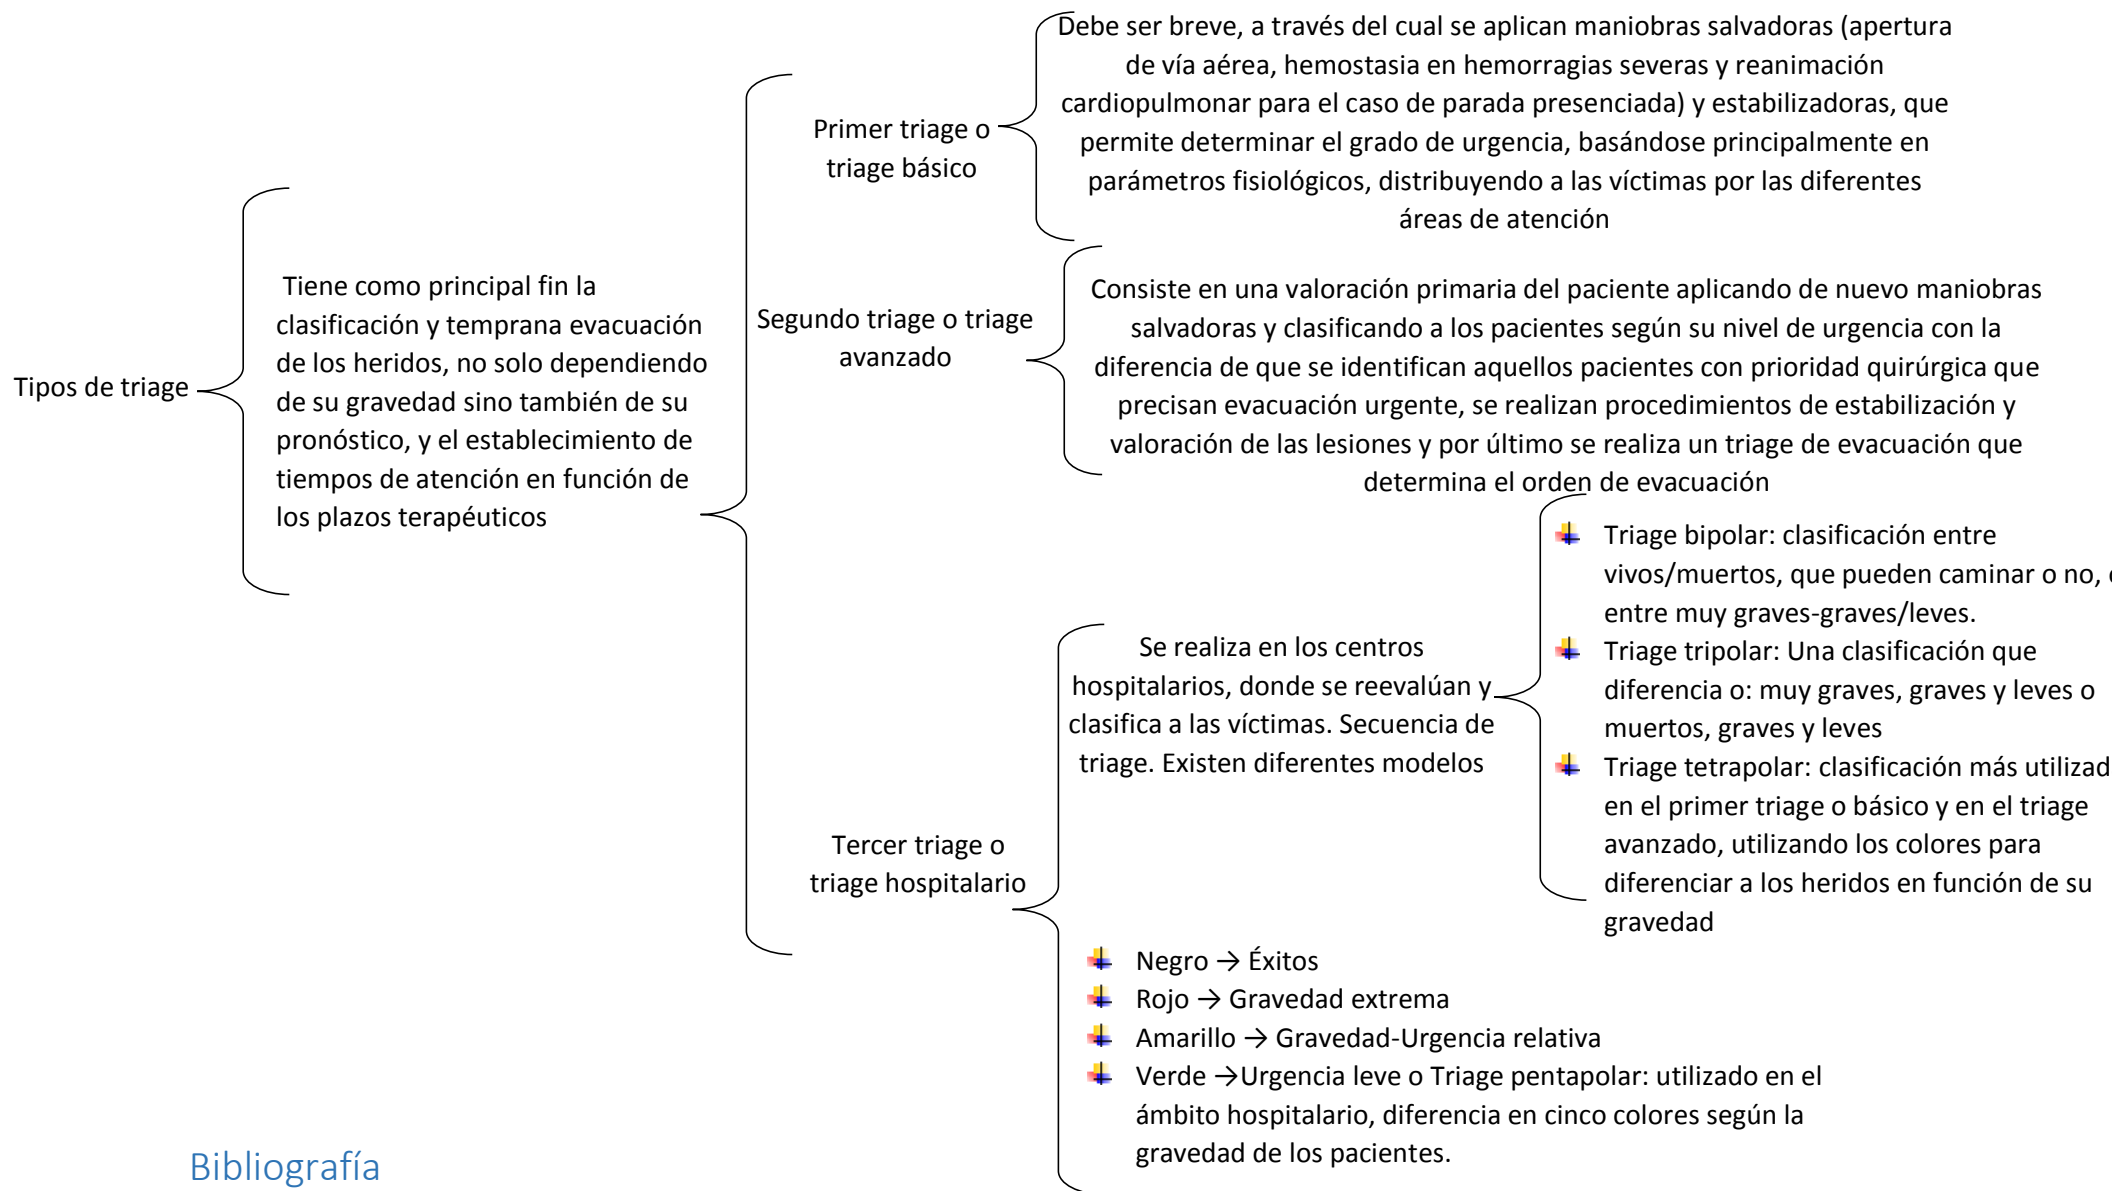 Tipos de triage
Tiene como principal fin la
clasificación y temprana evacuación
de los heridos, no solo dependiendo
de su gravedad sino también de su
pronóstico, y el establecimiento de
tiempos de atención en función de
los plazos terapéuticos
Primer triage o
triage básico
Debe ser breve, a través del cual se aplican maniobras salvadoras (apertura
de vía aérea, hemostasia en hemorragias severas y reanimación
cardiopulmonar para el caso de parada presenciada) y estabilizadoras, que
permite determinar el grado de urgencia, basándose principalmente en
parámetros fisiológicos, distribuyendo a las víctimas por las diferentes
áreas de atención
Segundo triage o triage
avanzado
Consiste en una valoración primaria del paciente aplicando de nuevo maniobras
salvadoras y clasificando a los pacientes según su nivel de urgencia con la
diferencia de que se identifican aquellos pacientes con prioridad quirúrgica que
precisan evacuación urgente, se realizan procedimientos de estabilización y
valoración de las lesiones y por último se realiza un triage de evacuación que
determina el orden de evacuación
Tercer triage o
triage hospitalario
Se realiza en los centros
hospitalarios, donde se reevalúan y
clasifica a las víctimas. Secuencia de
triage. Existen diferentes modelos
Triage bipolar: clasificación entre
vivos/muertos, que pueden caminar o no,
entre muy graves-graves/leves.
Triage tripolar: Una clasificación que
diferencia o: muy graves, graves y leves o
muertos, graves y leves
Triage tetrapolar: clasificación más utilizad
en el primer triage o básico y en el triage
avanzado, utilizando los colores para
diferenciar a los heridos en función de su
gravedad
Negro → Éxitos
Rojo → Gravedad extrema
Amarillo → Gravedad-Urgencia relativa
Verde →Urgencia leve o Triage pentapolar: utilizado en el
ámbito hospitalario, diferencia en cinco colores según la
gravedad de los pacientes.
Bibliografía